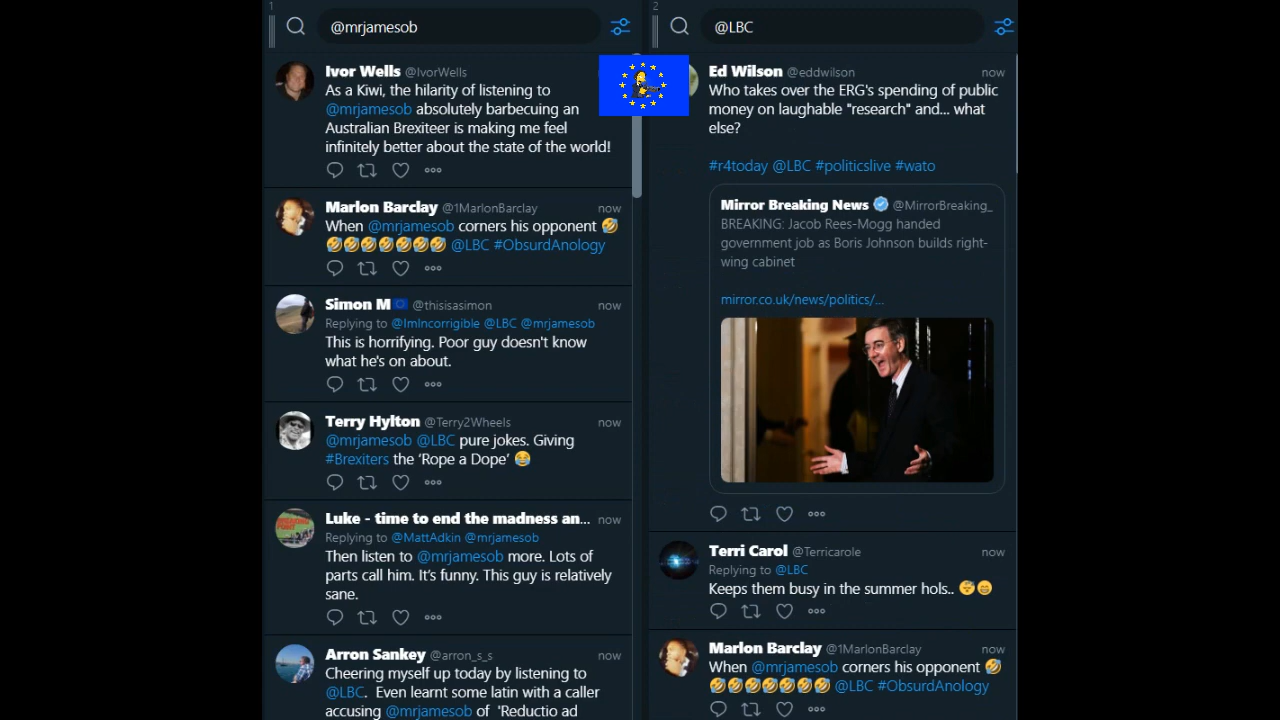 1
@mrjamesob
Ivor Wells @IvorWells
As a Kiwi, the hilarity of listening to
@mrjamesob absolutely barbecuing an
Australian Brexiteer is making me feel
infinitely better about the state of the world!
Marlon Barclay @1MarlonBarclay now
When @mrjamesob corners his opponent 🤣
🤣🤣🤣🤣🤣🤣🤣 @LBC #ObsurdAnology
Simon M🇪🇺 @thisisasimon now
Replying to @ImIncorrigible @LBC @mrjamesob
This is horrifying. Poor guy doesn't know
what he's on about.
Terry Hylton @Terry2Wheels now
@mrjamesob @LBC pure jokes. Giving
#Brexiters the ‘Rope a Dope’ 😂
Luke - time to end the madness an... now
Replying to @MattAdkin @mrjamesob
Then listen to @mrjamesob more. Lots of
parts call him. It's funny. This guy is relatively
sane.
Arron Sankey @arron_s_s now
Cheering myself up today by listening to
@LBC. Even learnt some latin with a caller
accusing @mrjamesob of 'Reductio ad
2
@LBC
Ed Wilson @eddwilson now
Who takes over the ERG's spending of public
money on laughable "research" and... what
else?
#r4today @LBC #politicslive #wato
Mirror Breaking News @MirrorBreaking_
BREAKING: Jacob Rees-Mogg handed
government job as Boris Johnson builds right-
wing cabinet
mirror.co.uk/news/politics/...
Terri Carol @Terricarole now
Replying to @LBC
Keeps them busy in the summer hols.. 😴😁
Marlon Barclay @1MarlonBarclay now
When @mrjamesob corners his opponent 🤣
🤣🤣🤣🤣🤣🤣🤣 @LBC #ObsurdAnology